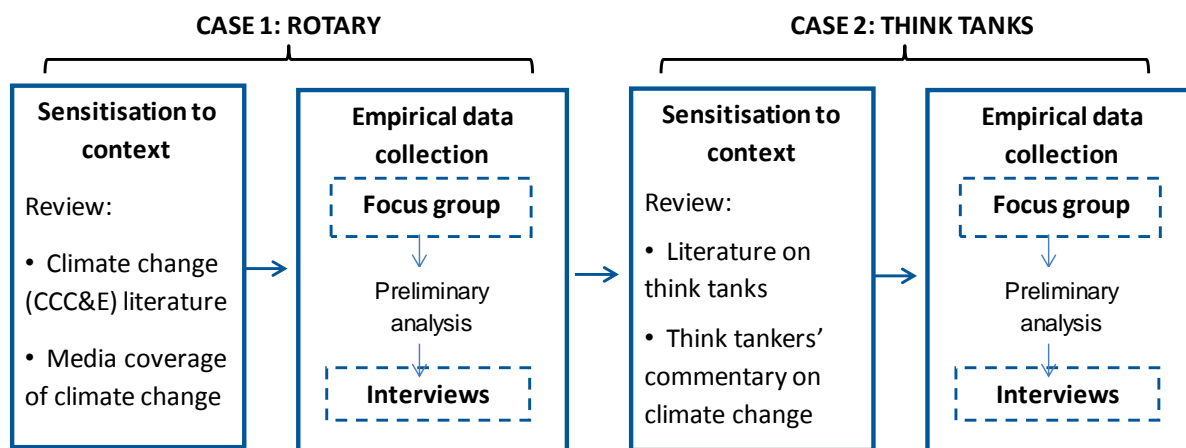 CASE 1: ROTARY
Sensitisation to
context
Review:
• Climate change
(CCC&E) literature
• Media coverage
of climate change
Empirical data
collection
Focus group
Preliminary
analysis
Interviews
CASE 2: THINK TANKS
Sensitisation to
context
Review:
• Literature on
think tanks
• Think tankers’
commentary on
climate change
Empirical data
collection
Focus group
Preliminary
analysis
Interviews